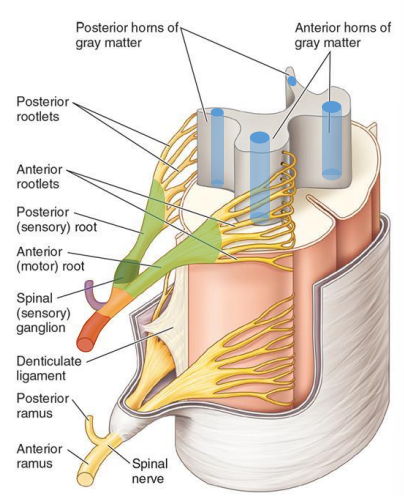 Posterior horns of
gray matter
Anterior horns of
gray matter
Posterior
rootlets
Anterior
rootlets
Posterior
(sensory) root
Anterior
(motor) root
Spinal
(sensory)
ganglion
Denticulate
ligament
Posterior
ramus
Anterior
ramus
Spinal
nerve